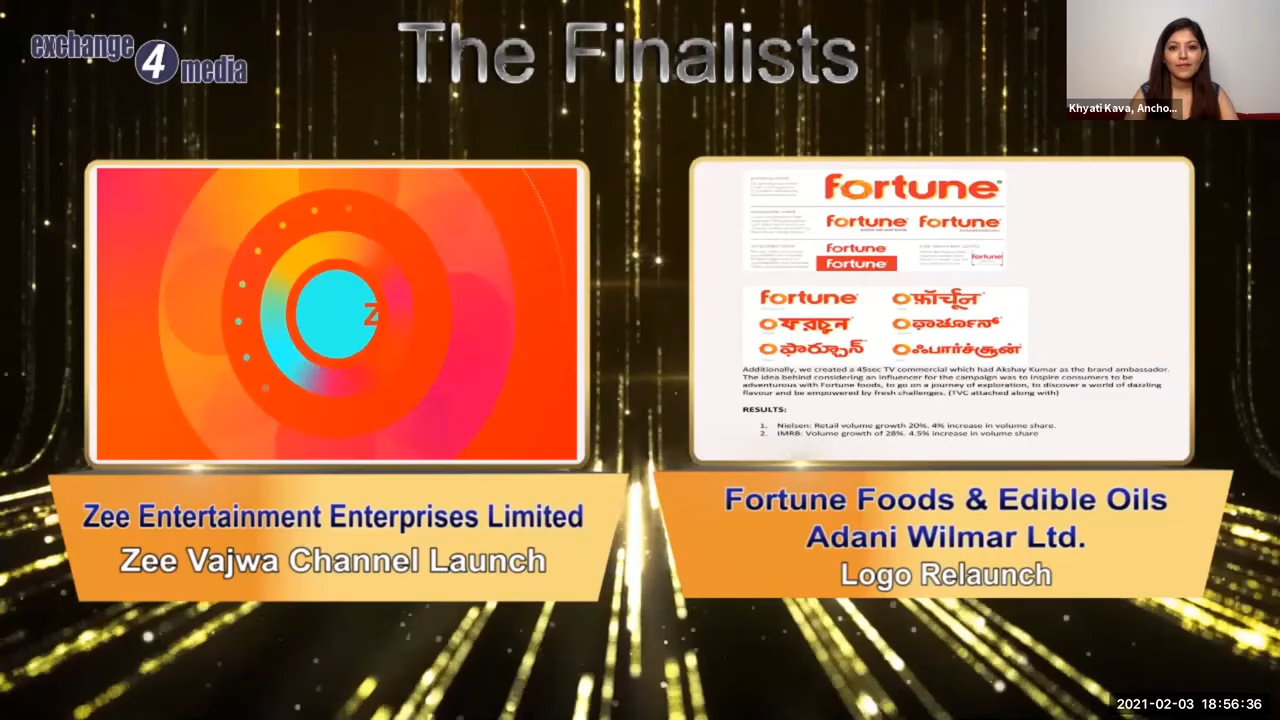 exchange
4
media
The Finalists
Khyati Kava, Ancho...
Z
fortune
fortune fortune
fortune
fortune
fortune
fortune
फॉर्चून
ফরচুন
ಫಾರ್ಚೂನ್
ఫార్చూన్
ஃபார்ச்சூன்
Additionally, we created a 45sec TV commercial which had Akshay Kumar as the brand ambassador.
The idea behind considering an influencer for the campaign was to inspire consumers to be
adventurous with Fortune foods, to go on a journey of exploration, to discover a world of dazzling
flavour and be empowered by fresh challenges. (TVC attached along with)
RESULTS:
1. Nielsen: Retail volume growth 20%. 4% increase in volume share.
2. IMRB: Volume growth of 28%. 4.5% increase in volume share
Zee Entertainment Enterprises Limited
Zee Vajwa Channel Launch
Fortune Foods & Edible Oils
Adani Wilmar Ltd.
Logo Relaunch
2021-02-03 18:56:36